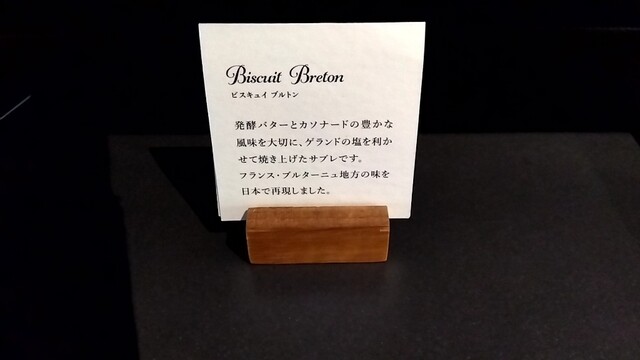 Biscuit Breton
ビスキュイ ブルトン
発酵バターとカソナードの豊かな
風味を大切に、ゲランドの塩を利か
せて焼き上げたサブレです。
フランス・ブルターニュ地方の味を
日本で再現しました。